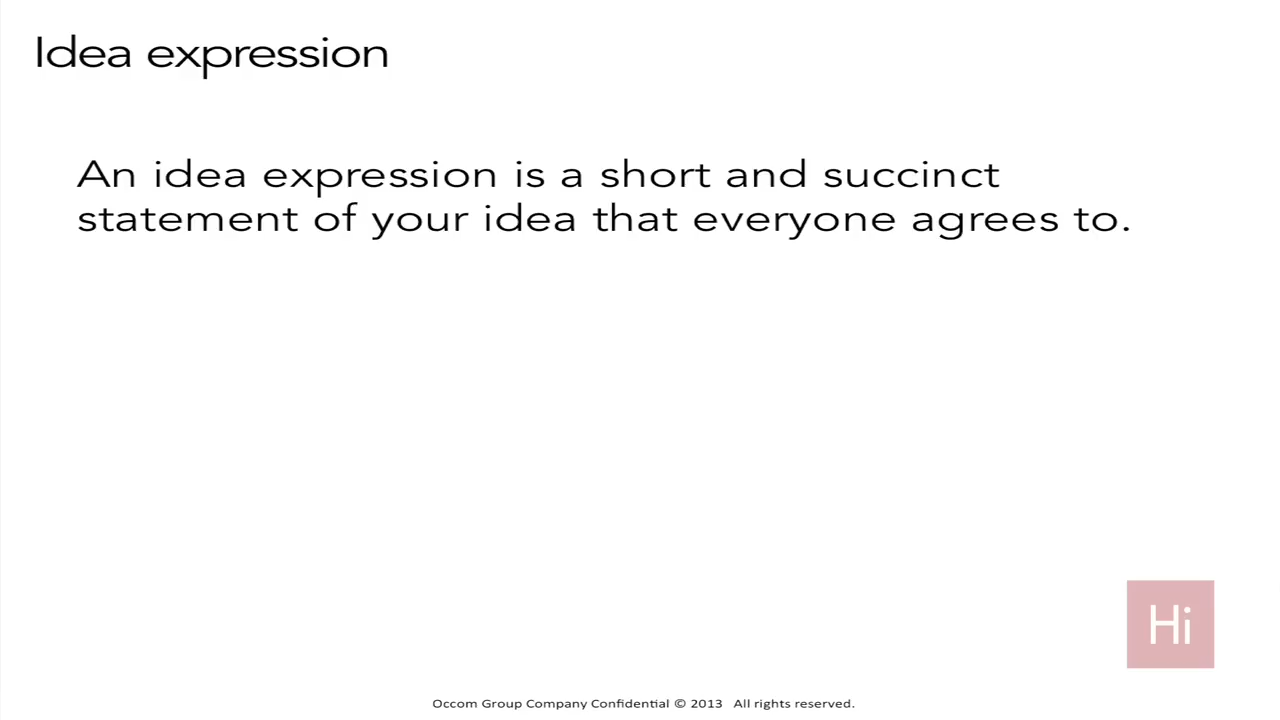 Idea expression
An idea expression is a short and succinct
statement of your idea that everyone agrees to.
Hi
Occom Group Company Confidential © 2013 All rights reserved.